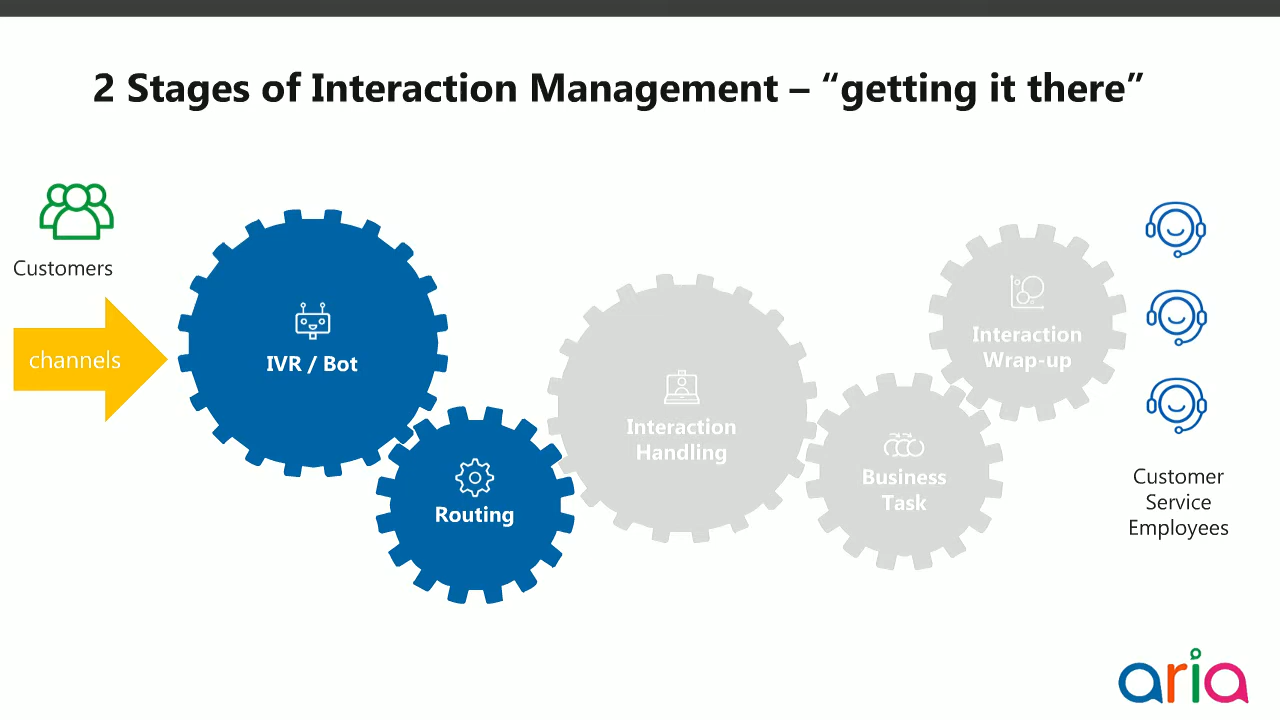 2 Stages of Interaction Management – “getting it there”
Customers
channels
IVR / Bot
Routing
Interaction
Handling
Business
Task
Interaction
Wrap-up
Customer
Service
Employees
aria